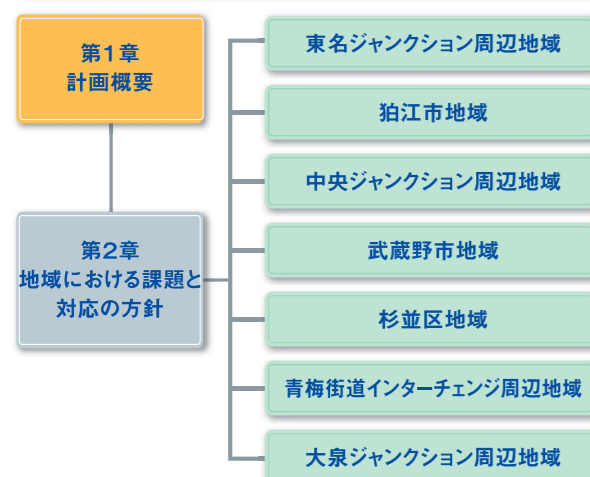 第1章
計画概要
第2章
地域における課題と
対応の方針
東名ジャンクション周辺地域
狛江市地域
中央ジャンクション周辺地域
武蔵野市地域
杉並区地域
青梅街道インターチェンジ周辺地域
大泉ジャンクション周辺地域